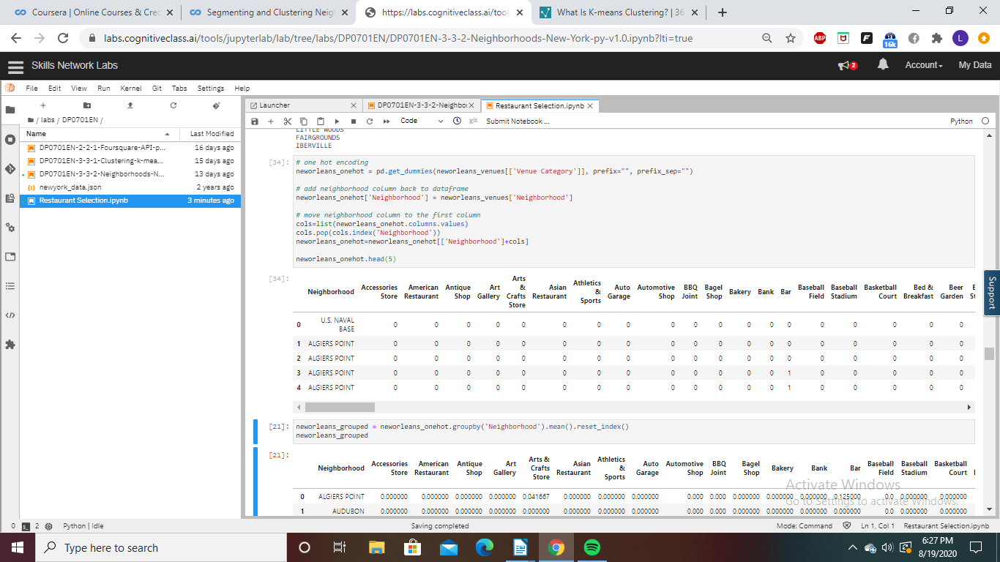 Coursera | Online Courses & Cre
Segmenting and Clustering Neig
https://labs.cognitiveclass.ai/tool
What Is K-means Clustering? | 36
labs.cognitiveclass.ai/tools/jupyterlab/lab/tree/labs/DP0701EN/DP0701EN-3-3-2-Neighborhoods-New-York-py-v1.0.ipynb?lti=true
ABP
16k
L
Skills Network Labs
2
Account
My Data
File Edit View Run Kernel Git Tabs Settings Help
/ labs / DP0701EN /
Name Last Modified
DP0701EN-2-2-1-Foursquare-API-p... 16 days ago
DP0701EN-3-3-1-Clustering-k-mea... 15 days ago
DP0701EN-3-3-2-Neighborhoods-N... 13 days ago
newyork_data.json 2 years ago
Restaurant Selection.ipynb 3 minutes ago
Launcher
DP0701EN-3-3-2-Neighbor
Restaurant Selection.ipynb
Code
git
Submit Notebook ...
Python
LITTLE WOODS
FAIRGROUNDS
IBERVILLE
[34]:
# one hot encoding
neworleans_onehot = pd.get_dummies(neworleans_venues[['Venue Category']], prefix="", prefix_sep="")
# add neighborhood column back to dataframe
neworleans_onehot['Neighborhood'] = neworleans_venues['Neighborhood']
# move neighborhood column to the first column
cols=list(neworleans_onehot.columns.values)
cols.pop(cols.index('Neighborhood'))
neworleans_onehot=neworleans_onehot[['Neighborhood']+cols]
neworleans_onehot.head(5)
[34]:
Neighborhood Accessories Store American Restaurant Antique Shop Art Gallery Arts & Crafts Store Asian Restaurant Athletics & Sports Auto Garage Automotive Shop BBQ Joint Bagel Shop Bakery Bank Bar Baseball Field Baseball Stadium Basketball Court Bed & Breakfast Beer Garden
0 U.S. NAVAL BASE 0 0 0 0 0 0 0 0 0 0 0 0 0 0 0 0 0 0 0
1 ALGIERS POINT 0 0 0 0 0 0 0 0 0 0 0 0 0 0 0 0 0 0 0
2 ALGIERS POINT 0 0 0 0 0 0 0 0 0 0 0 0 0 0 0 0 0 0 0
3 ALGIERS POINT 0 0 0 0 0 0 0 0 0 0 0 0 0 1 0 0 0 0 0
4 ALGIERS POINT 0 0 0 0 0 0 0 0 0 0 0 0 0 1 0 0 0 0 0
[21]:
neworleans_grouped = neworleans_onehot.groupby('Neighborhood').mean().reset_index()
neworleans_grouped
[21]:
Neighborhood Accessories Store American Restaurant Antique Shop Art Gallery Arts & Crafts Store Asian Restaurant Athletics & Sports Auto Garage Automotive Shop BBQ Joint Bagel Shop Bakery Bank Bar Baseball Field Baseball Stadium Basketball Court
0 ALGIERS POINT 0.000000 0.000000 0.000000 0.000000 0.041667 0.000000 0.000000 0.000000 0.000 0.000 0.000000 0.000000 0.000000 0.125000 0.0 0.000000 0.000000
1 AUDUBON 0.000000 0.000000 0.000000 0.000000 0.000000 0.000000 0.000000 0.000000 0.000 0.000 0.000000 0.000000 0.000000 0.000000 0.0 0.000000 0.000000
Activate Windows
Go to Settings to activate Windows.
Support
0
2
Python | Idle
Saving completed
Mode: Command
Ln 1, Col 1
Restaurant Selection.ipynb
Type here to search
6:27 PM
8/19/2020